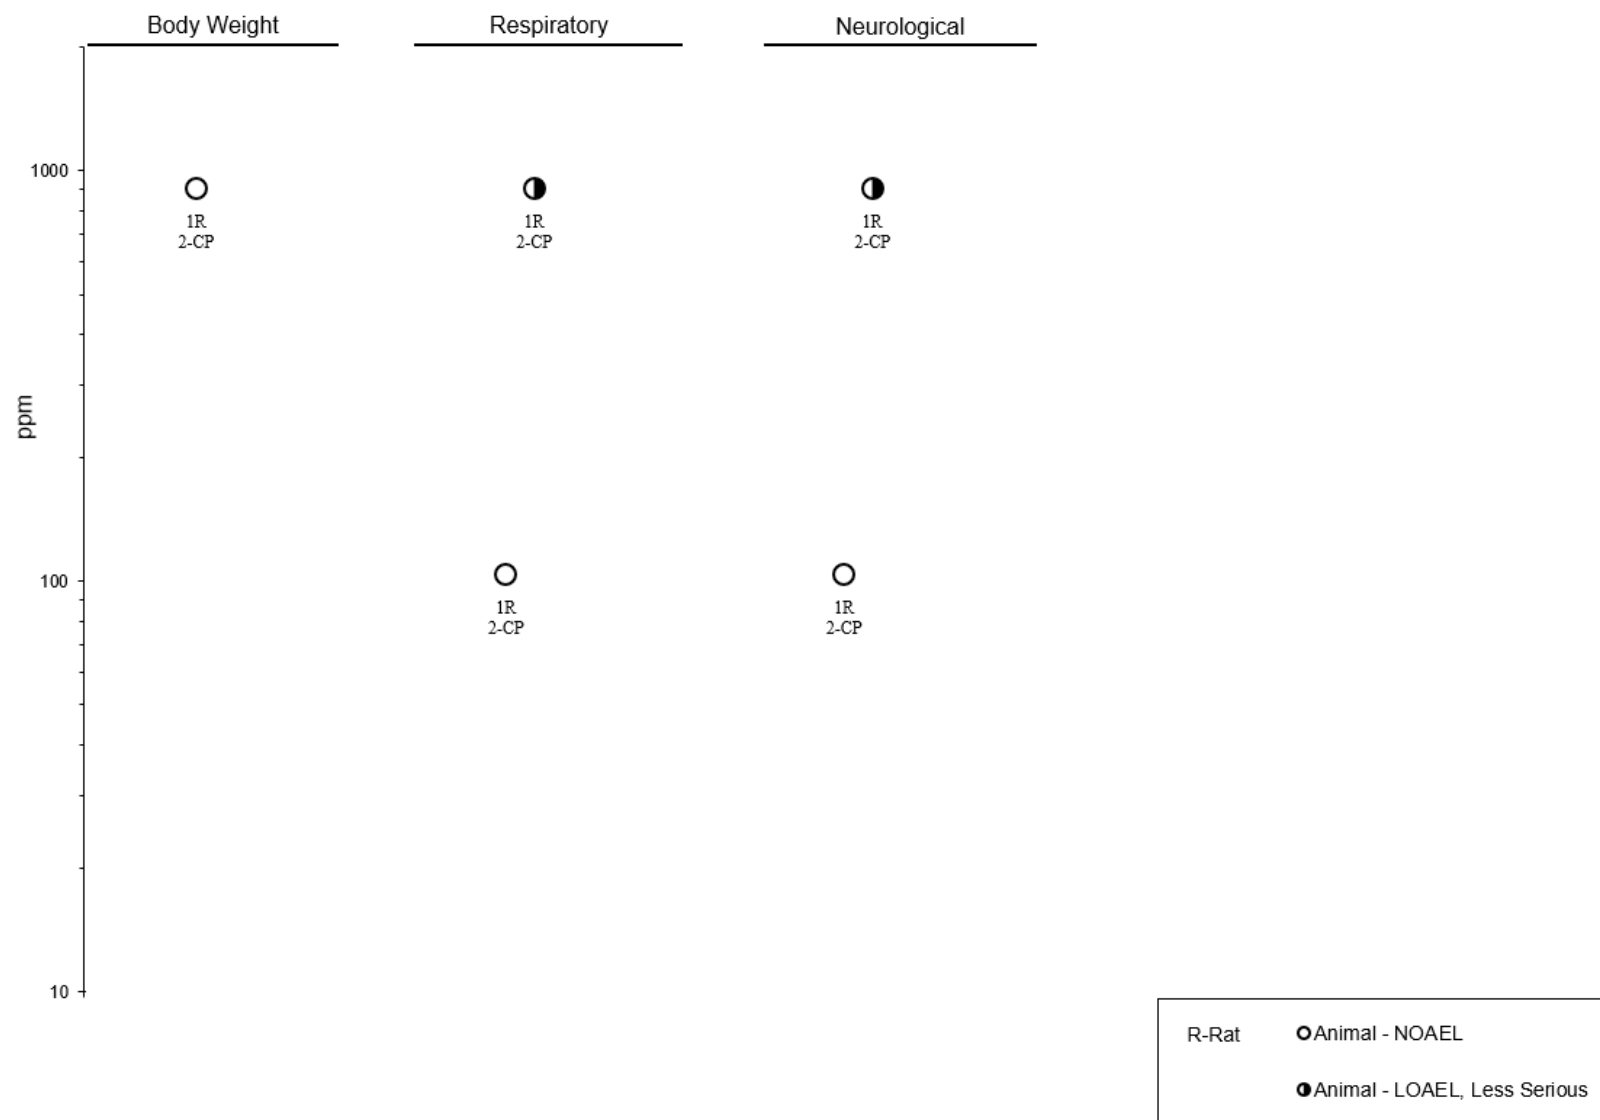 Body Weight
Respiratory
Neurological
1000
1R
2-CP
1R
2-CP
1R
2-CP
ppm
100
1R
2-CP
1R
2-CP
10
R-Rat
Animal - NOAEL
Animal - LOAEL, Less Serious